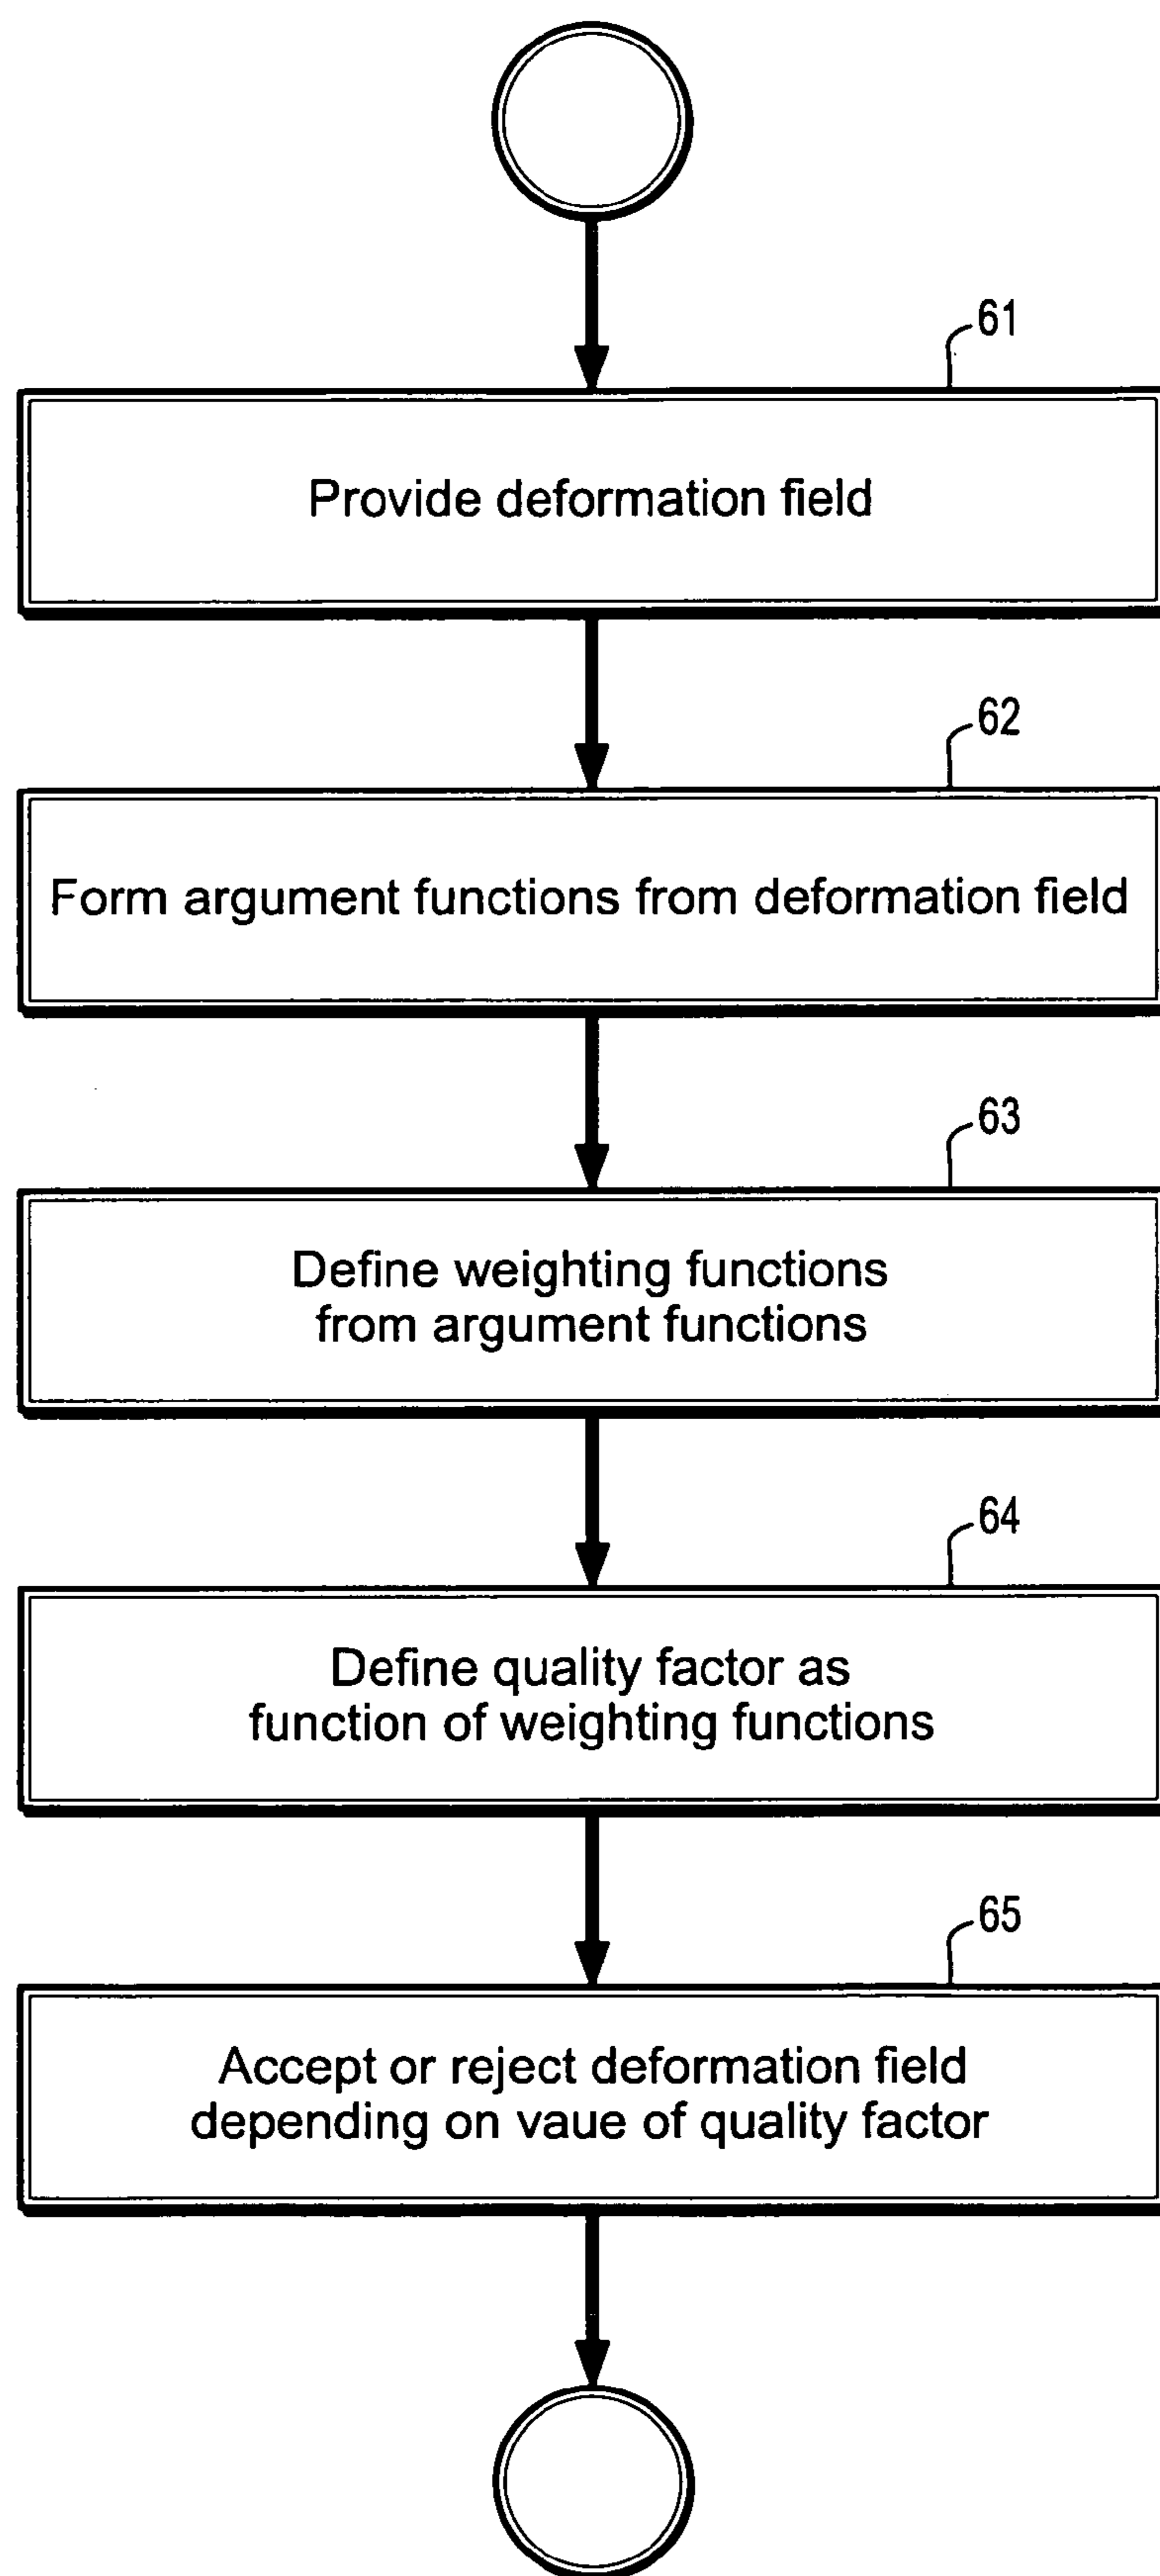 61
Provide deformation field
62
Form argument functions from deformation field
63
Define weighting functions
from argument functions
64
Define quality factor as
function of weighting functions
65
Accept or reject deformation field
depending on vaue of quality factor